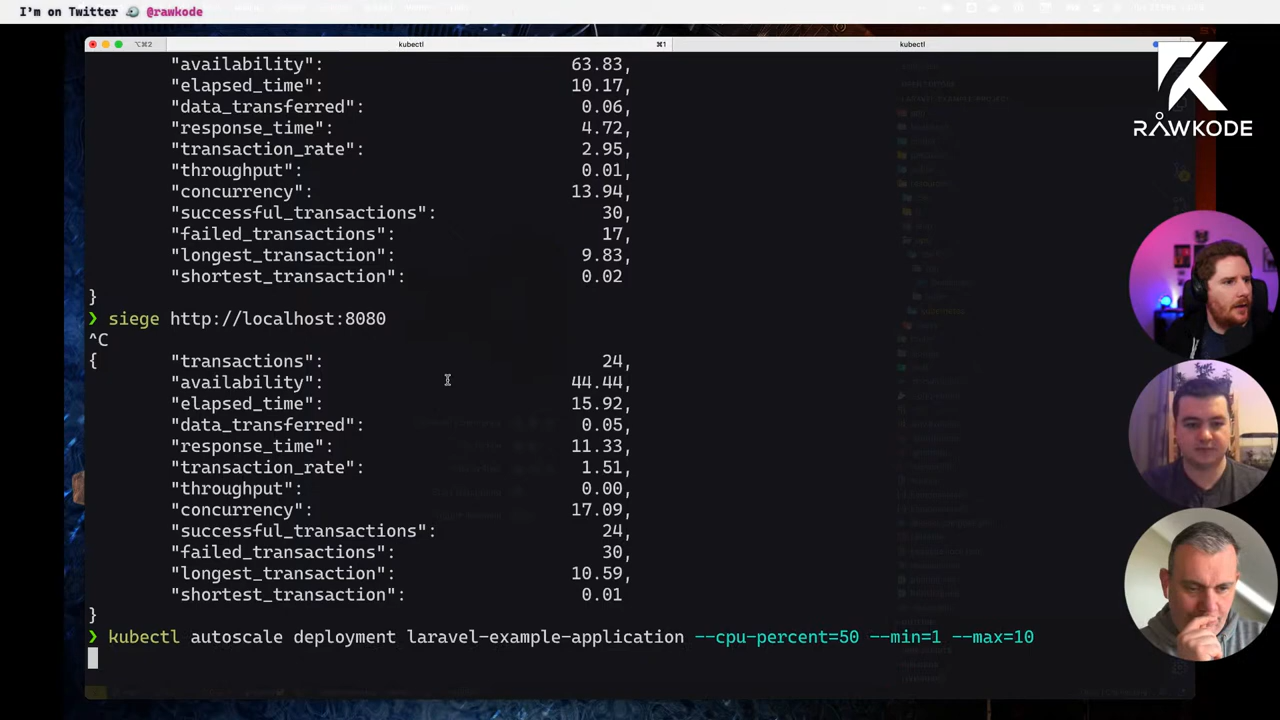 I'm on Twitter @rawkode
⌥⌘2 kubectl ⌘1 kubectl
RAWKODE
"availability": 63.83,
"elapsed_time": 10.17,
"data_transferred": 0.06,
"response_time": 4.72,
"transaction_rate": 2.95,
"throughput": 0.01,
"concurrency": 13.94,
"successful_transactions": 30,
"failed_transactions": 17,
"longest_transaction": 9.83,
"shortest_transaction": 0.02
}
❯ siege http://localhost:8080
^C
{ "transactions": 24,
"availability": 44.44,
"elapsed_time": 15.92,
"data_transferred": 0.05,
"response_time": 11.33,
"transaction_rate": 1.51,
"throughput": 0.00,
"concurrency": 17.09,
"successful_transactions": 24,
"failed_transactions": 30,
"longest_transaction": 10.59,
"shortest_transaction": 0.01
}
❯ kubectl autoscale deployment laravel-example-application --cpu-percent=50 --min=1 --max=10